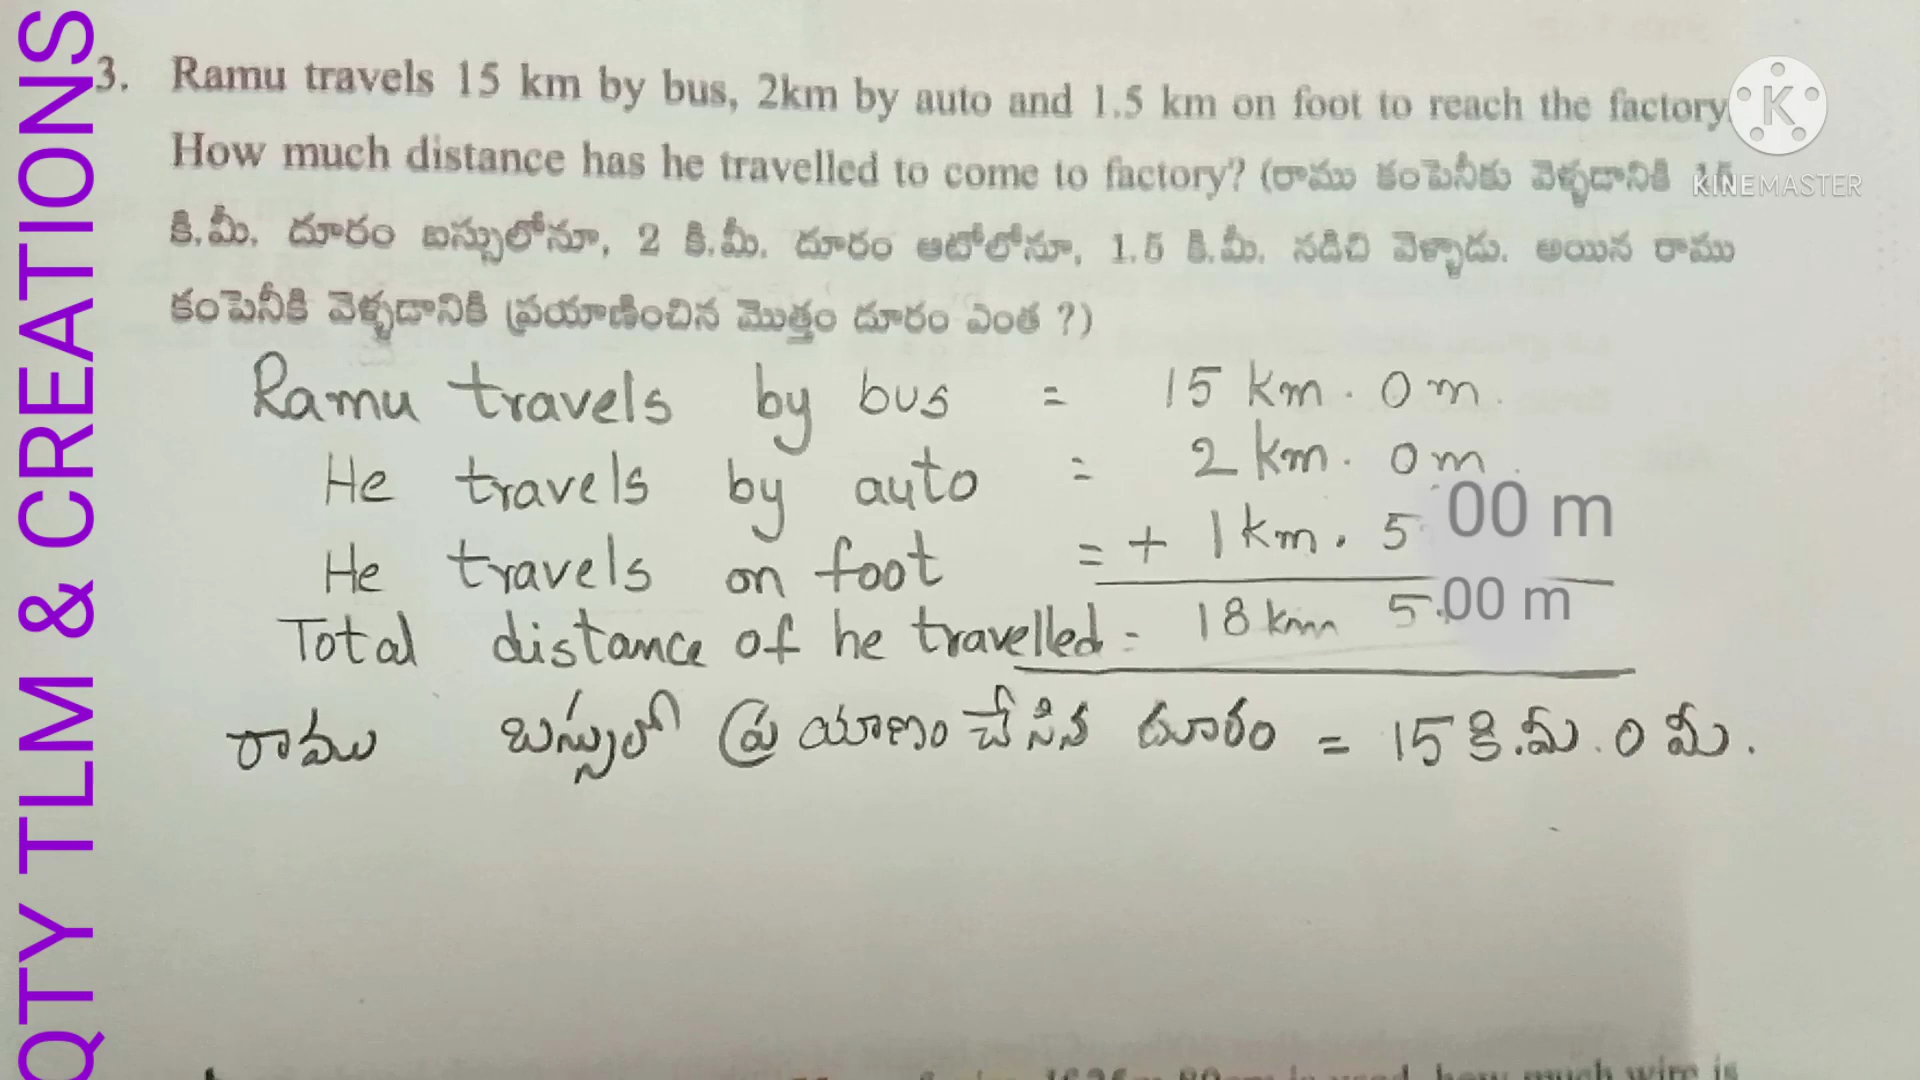 QTY TLM & CREATIONS
3. Ramu travels 15 km by bus, 2km by auto and 1.5 km on foot to reach the factory.
How much distance has he travelled to come to factory? (రాము కంపెనీకు వెళ్ళడానికి 15
కి.మీ. దూరం బస్సులోనూ, 2 కి.మీ. దూరం ఆటోలోనూ, 1.5 కి.మీ. నడిచి వెళ్ళాడు. అయిన రాము
కంపెనీకి వెళ్ళడానికి ప్రయాణించిన మొత్తం దూరం ఎంత ?)
K
KINEMASTER
Ramu travels by bus = 15 km. 0 m.
He travels by auto = 2 km. 0 m.
He travels on foot = + 1 km. 500 m
Total distance of he travelled = 18 km 500 m
రాము బస్సులో ప్రయాణం చేసిన దూరం = 15 కి.మీ. 0 మీ.
how much wire is